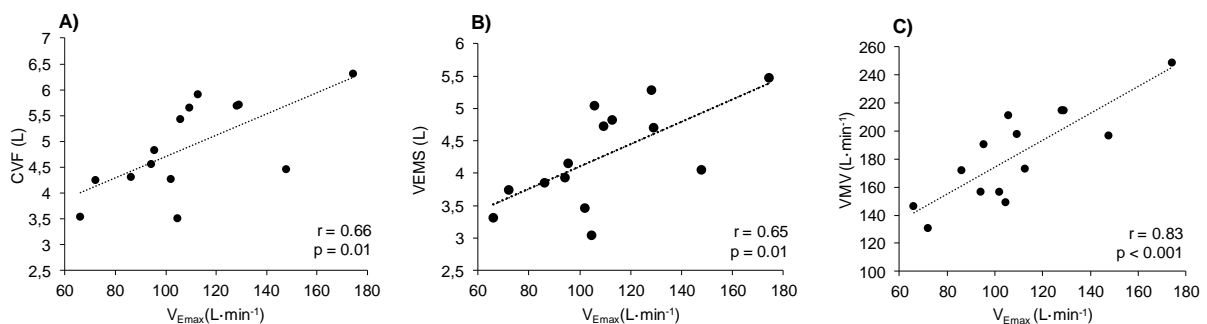 A)
7
6,5
6
5,5
5
4,5
4
3,5
3
2,5
CVF (L)
60 80 100 120 140 160 180
V_Emax(L·min⁻¹)
r = 0.66
p = 0.01
B)
6
5,5
5
4,5
4
3,5
3
2,5
VEMS (L)
60 80 100 120 140 160 180
V_Emax(L·min⁻¹)
r = 0.65
p = 0.01
C)
260
240
220
200
180
160
140
120
100
VMV (L·min⁻¹)
60 80 100 120 140 160 180
V_Emax(L·min⁻¹)
r = 0.83
p < 0.001